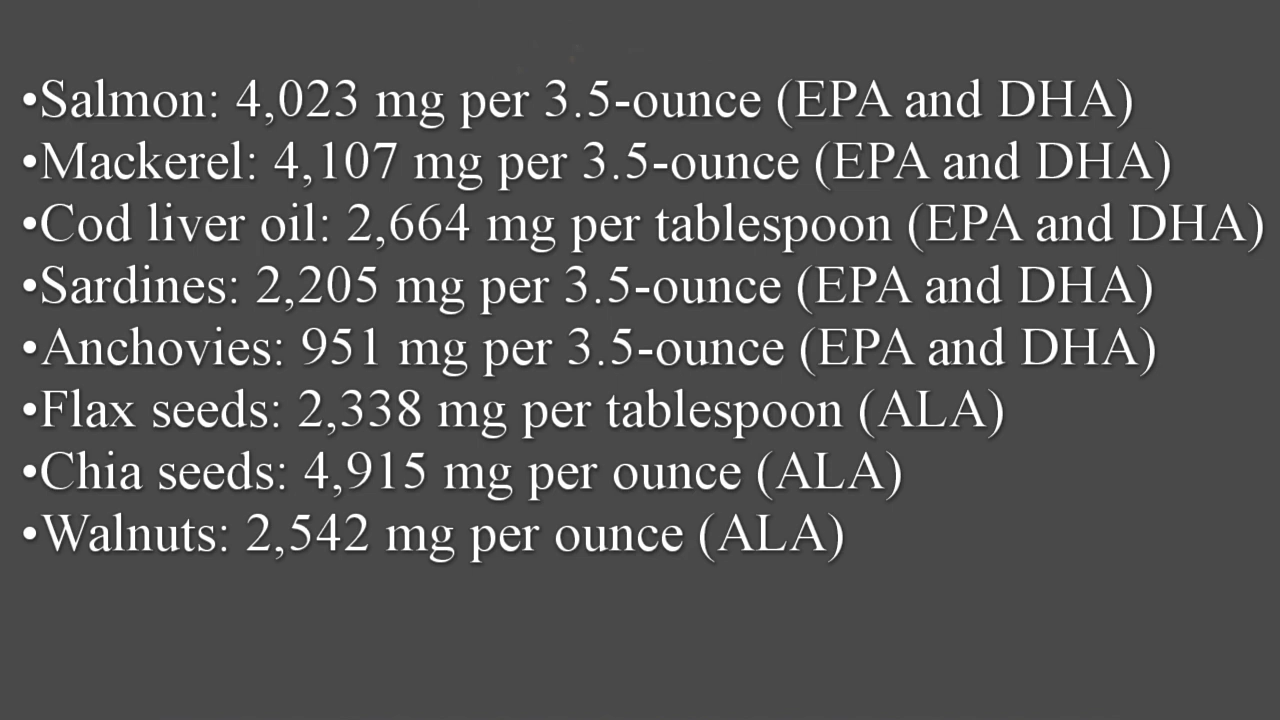 •Salmon: 4,023 mg per 3.5-ounce (EPA and DHA)
•Mackerel: 4,107 mg per 3.5-ounce (EPA and DHA)
•Cod liver oil: 2,664 mg per tablespoon (EPA and DHA)
•Sardines: 2,205 mg per 3.5-ounce (EPA and DHA)
•Anchovies: 951 mg per 3.5-ounce (EPA and DHA)
•Flax seeds: 2,338 mg per tablespoon (ALA)
•Chia seeds: 4,915 mg per ounce (ALA)
•Walnuts: 2,542 mg per ounce (ALA)